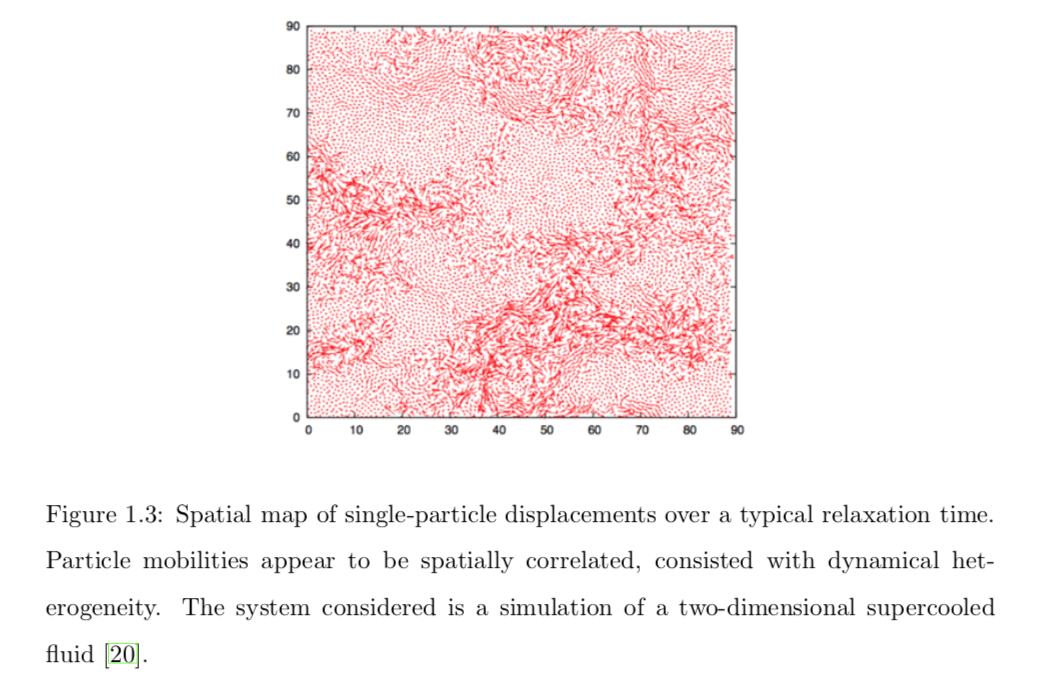 90
80
70
60
50
40
30
20
10
0
0 10 20 30 40 50 60 70 80 90
Figure 1.3: Spatial map of single-particle displacements over a typical relaxation time.
Particle mobilities appear to be spatially correlated, consisted with dynamical het-
erogeneity. The system considered is a simulation of a two-dimensional supercooled
fluid [20].